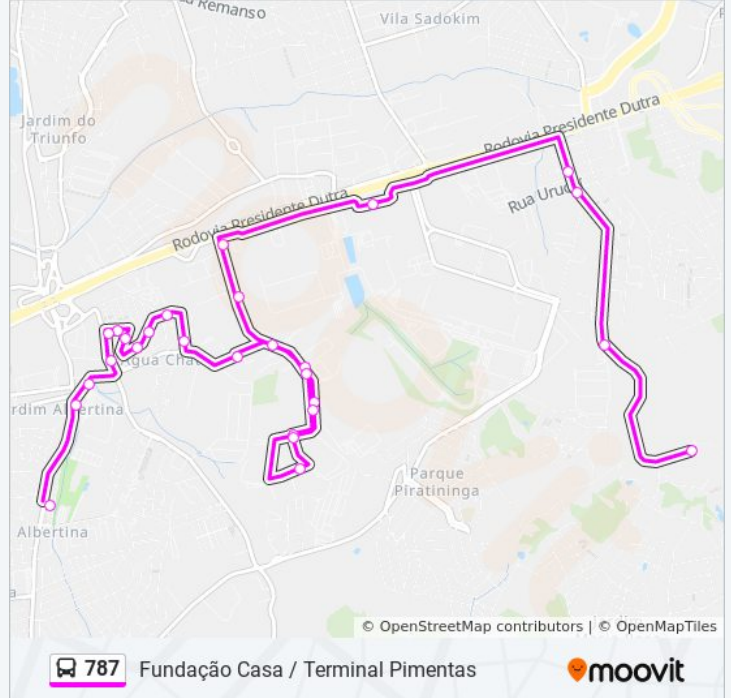 Remanso
Vila Sadokim
Jardim do
Triunfo
Rodovia Presidente Dutra
Rua Uru
Rodovia Presidente Dutra
Água Cha
rdim Albertina
Parque
Piratininga
Albertina
© OpenStreetMap contributors | © OpenMapTiles
787 Fundação Casa / Terminal Pimentas
moovit